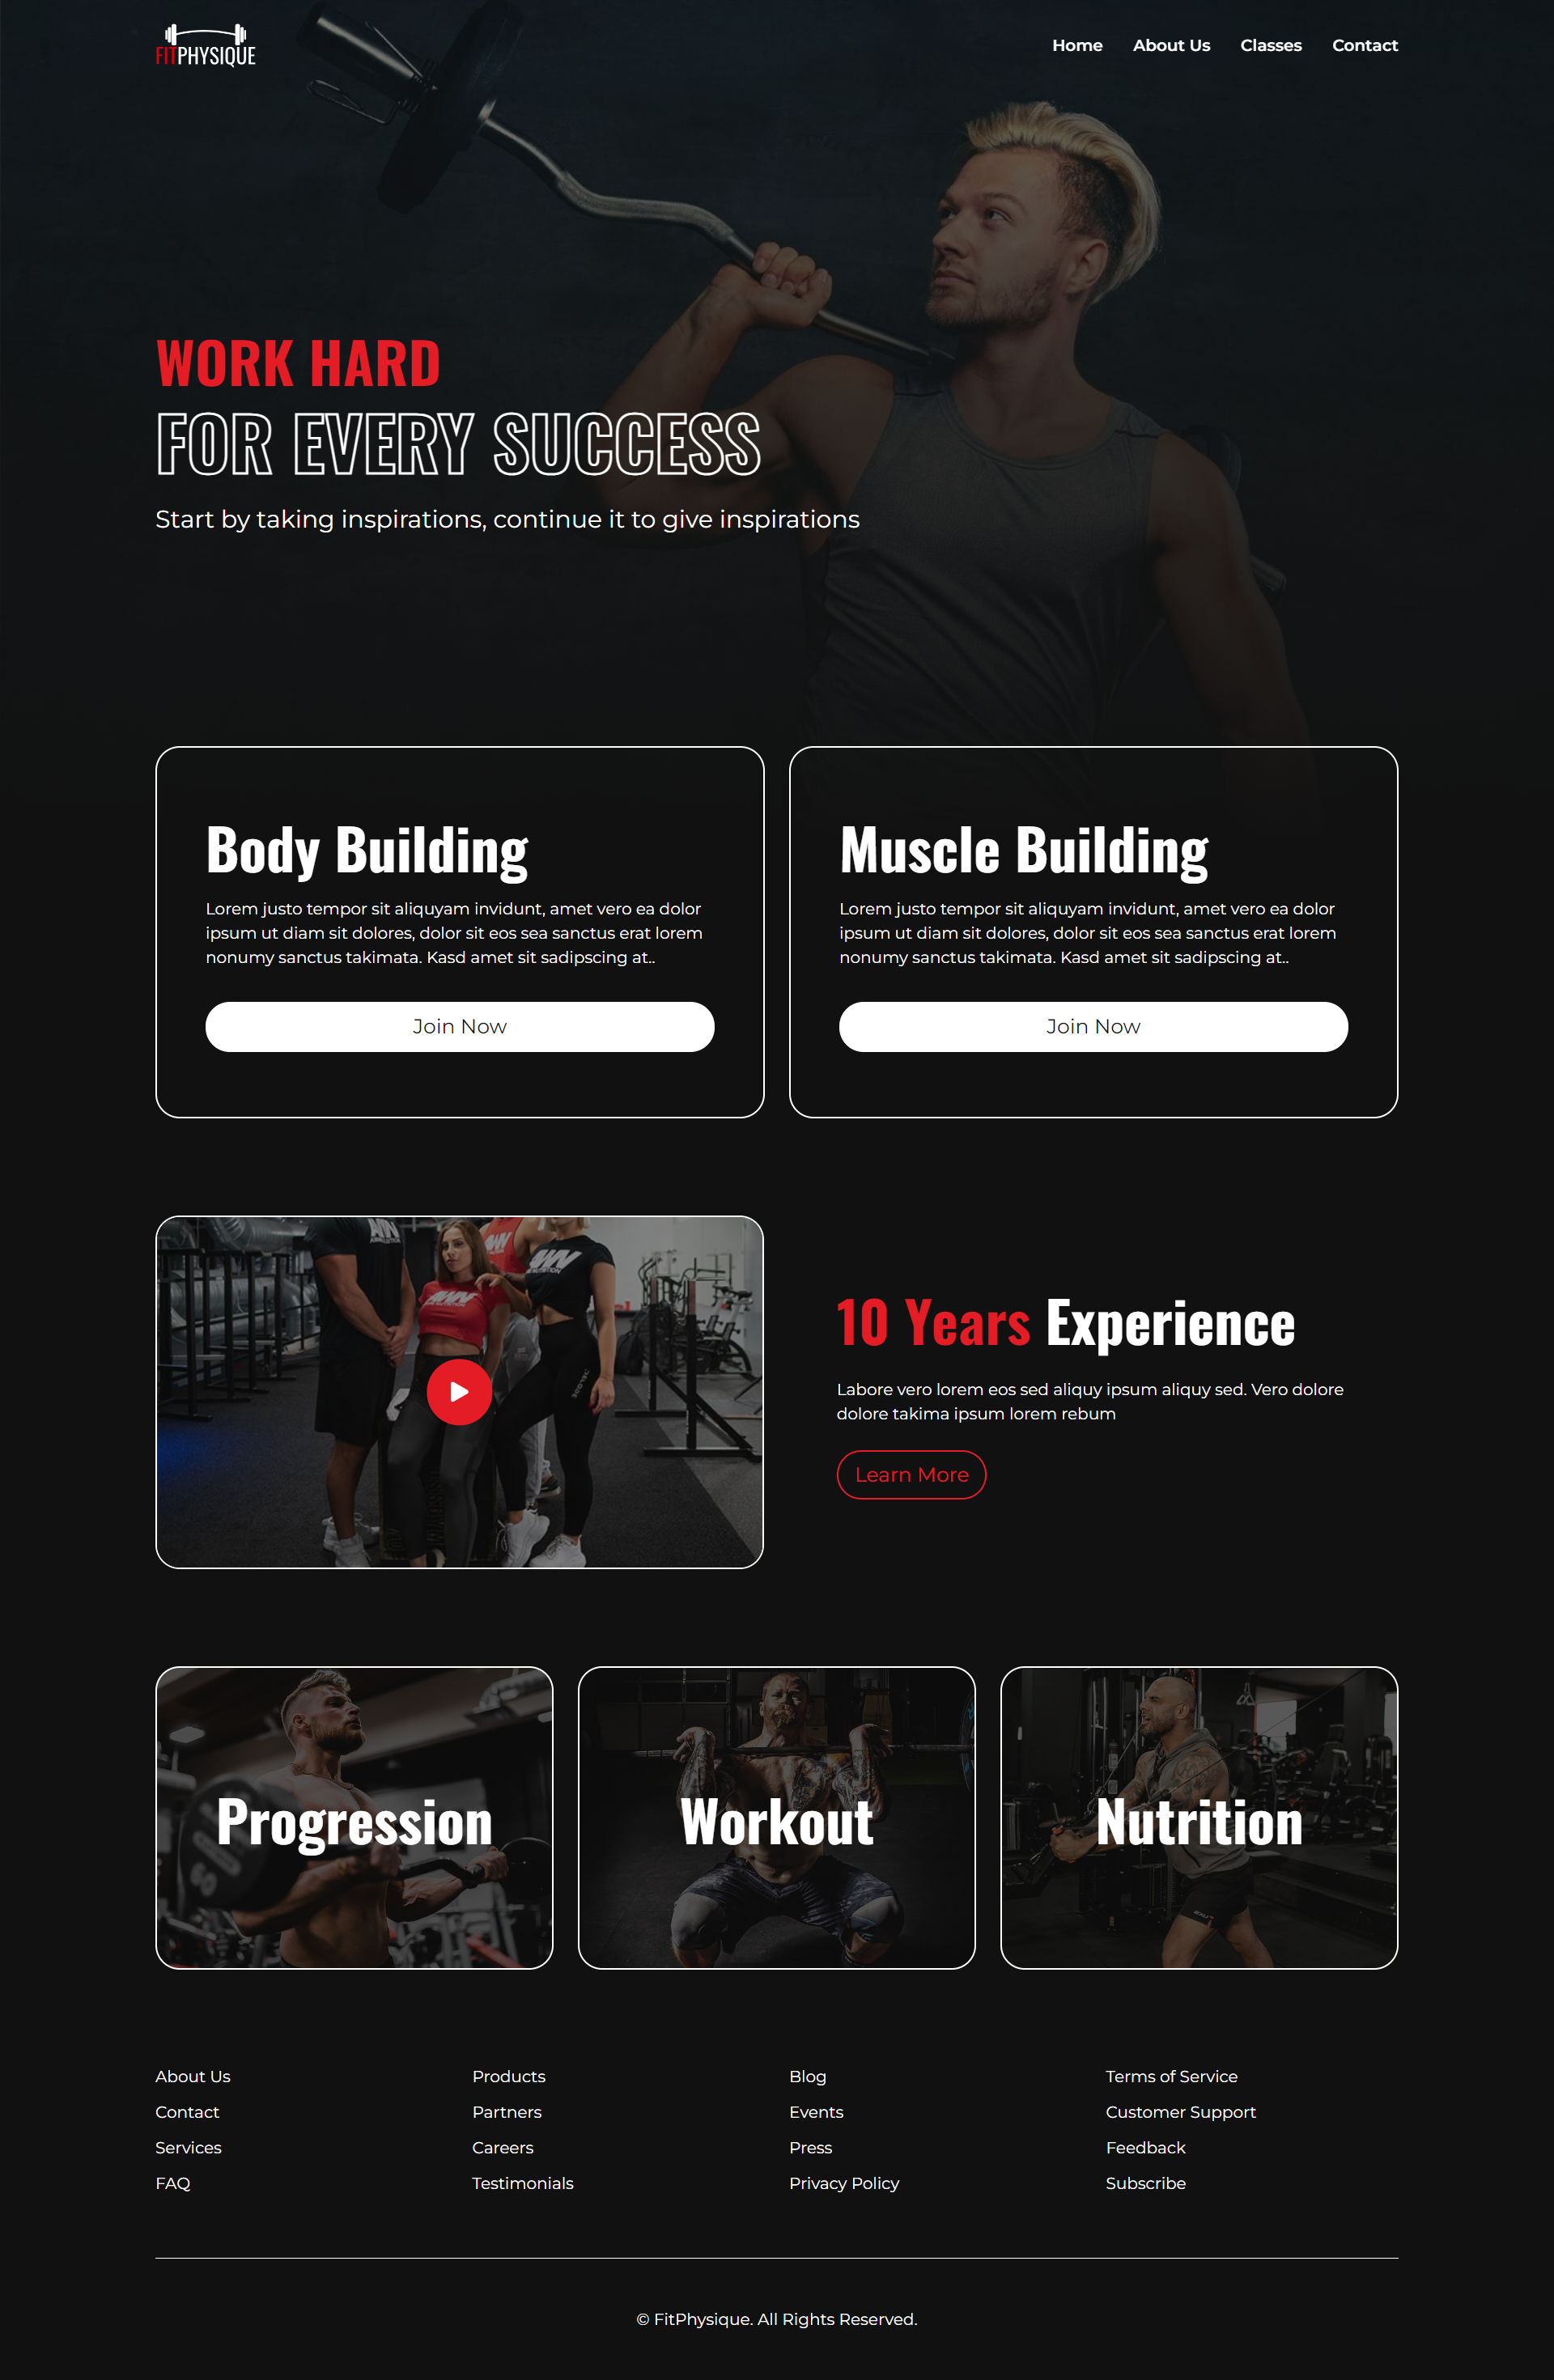 FITPHYSIQUE
Home About Us Classes Contact
WORK HARD
FOR EVERY SUCCESS
Start by taking inspirations, continue it to give inspirations
Body Building
Lorem justo tempor sit aliquyam invidunt, amet vero ea dolor
ipsum ut diam sit dolores, dolor sit eos sea sanctus erat lorem
nonumy sanctus takimata. Kasd amet sit sadipscing at..
Join Now
Muscle Building
Lorem justo tempor sit aliquyam invidunt, amet vero ea dolor
ipsum ut diam sit dolores, dolor sit eos sea sanctus erat lorem
nonumy sanctus takimata. Kasd amet sit sadipscing at..
Join Now
10 Years Experience
Labore vero lorem eos sed aliquy ipsum aliquy sed. Vero dolore
dolore takima ipsum lorem rebum
Learn More
Progression
Workout
Nutrition
About Us
Contact
Services
FAQ
Products
Partners
Careers
Testimonials
Blog
Events
Press
Privacy Policy
Terms of Service
Customer Support
Feedback
Subscribe
© FitPhysique. All Rights Reserved.